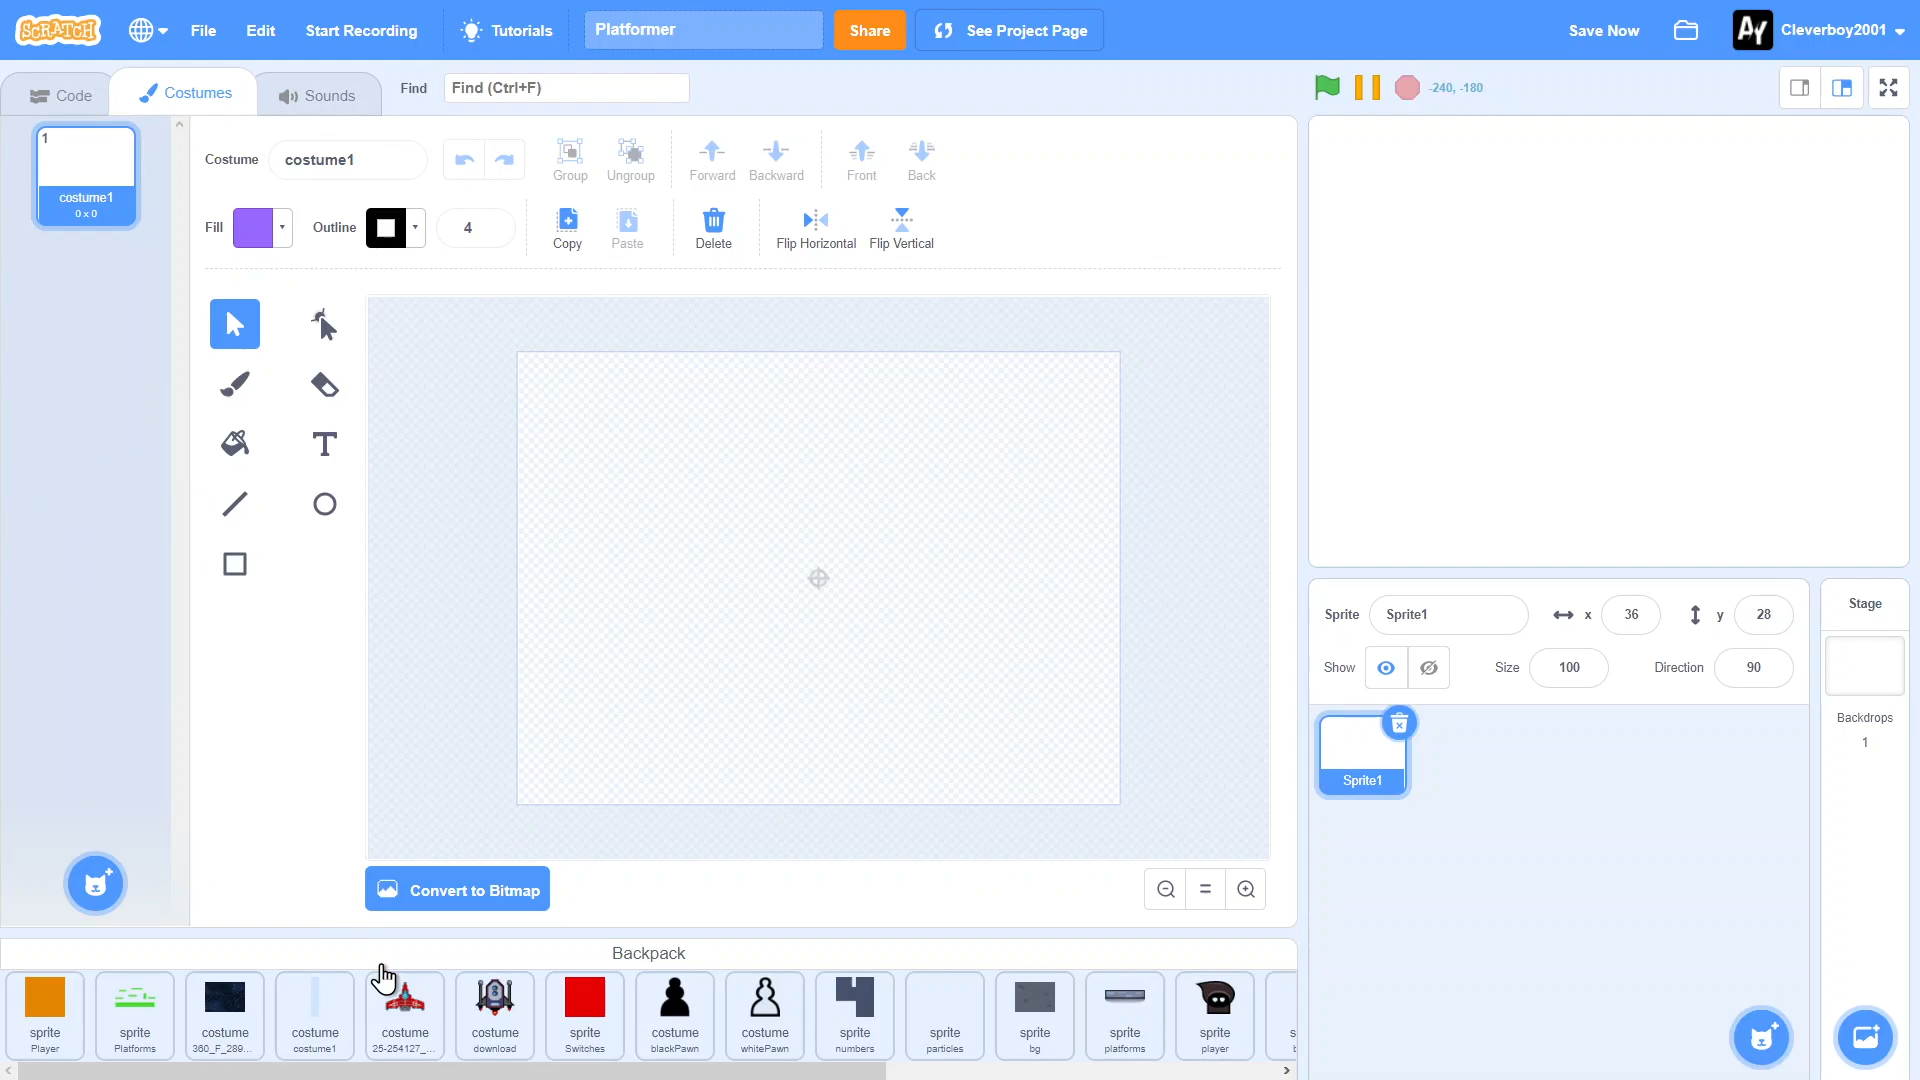 SCRATCH
File
Edit
Start Recording
Tutorials
Platformer
Share
See Project Page
Save Now
Ay
Cleverboy2001
Code
Costumes
Sounds
Find
Find (Ctrl+F)
-240, -180
1
costume1
0 x 0
Costume
costume1
Group
Ungroup
Forward
Backward
Front
Back
Fill
Outline
4
Copy
Paste
Delete
Flip Horizontal
Flip Vertical
T
Convert to Bitmap
Sprite
Sprite1
x
36
y
28
Show
Size
100
Direction
90
Sprite1
Stage
Backdrops
1
Backpack
sprite
Player
sprite
Platforms
costume
360_F_289...
costume
costume1
costume
25-254127_...
costume
download
sprite
Switches
costume
blackPawn
costume
whitePawn
sprite
numbers
sprite
particles
sprite
bg
sprite
platforms
sprite
player